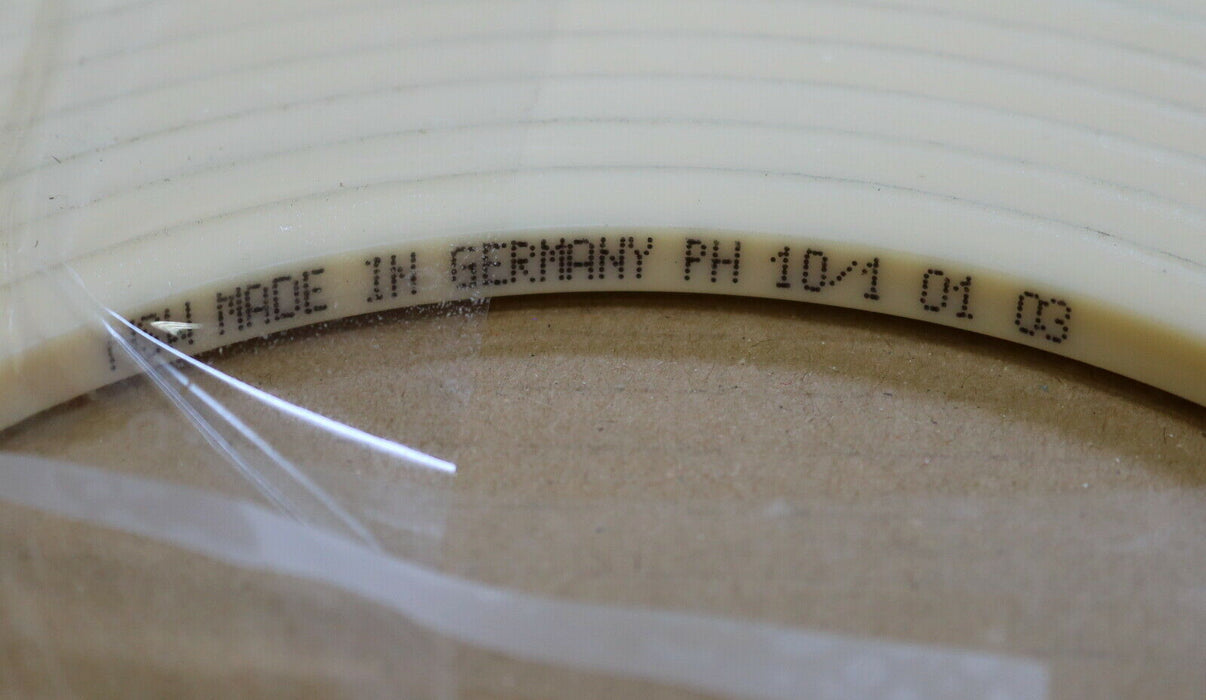 MADE IN GERMANY PH 10/1 01 03